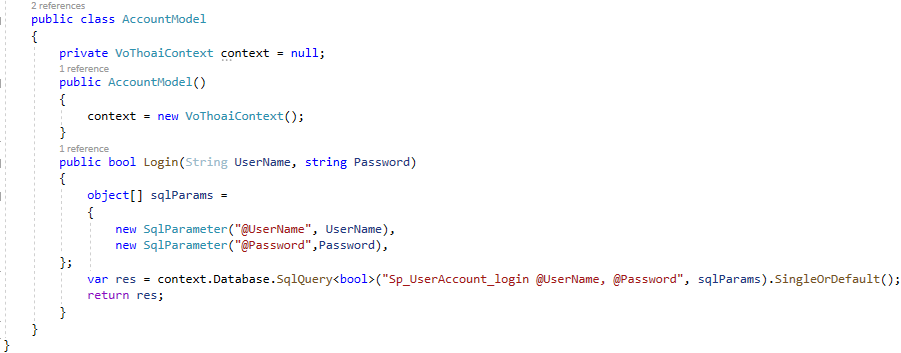 2 references
public class AccountModel
{
private VoThoaiContext context = null;
1 reference
public AccountModel()
{
context = new VoThoaiContext();
}
1 reference
public bool Login(String UserName, string Password)
{
object[] sqlParams =
{
new SqlParameter("@UserName", UserName),
new SqlParameter("@Password",Password),
};
var res = context.Database.SqlQuery<bool>("Sp_UserAccount_login @UserName, @Password", sqlParams).SingleOrDefault();
return res;
}
}
}